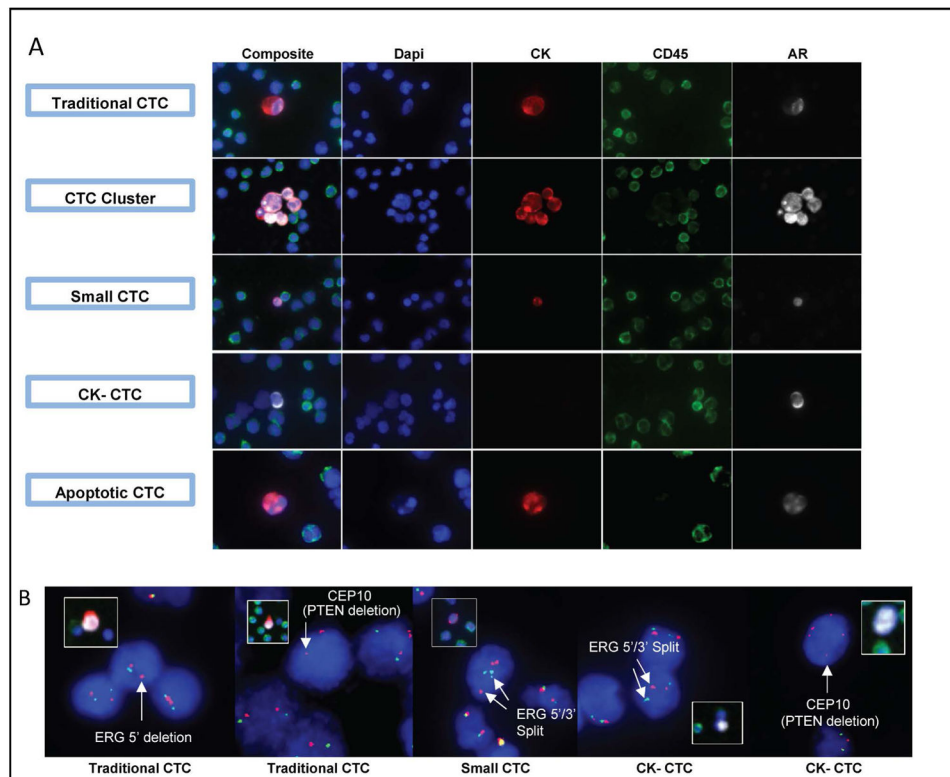 A
Composite Dapi CK CD45 AR
Traditional CTC
CTC Cluster
Small CTC
CK- CTC
Apoptotic CTC
B
ERG 5' deletion
CEP10
(PTEN deletion)
ERG 5'/3'
Split
ERG 5'/3' Split
CEP10
(PTEN deletion)
Traditional CTC Traditional CTC Small CTC CK- CTC CK- CTC